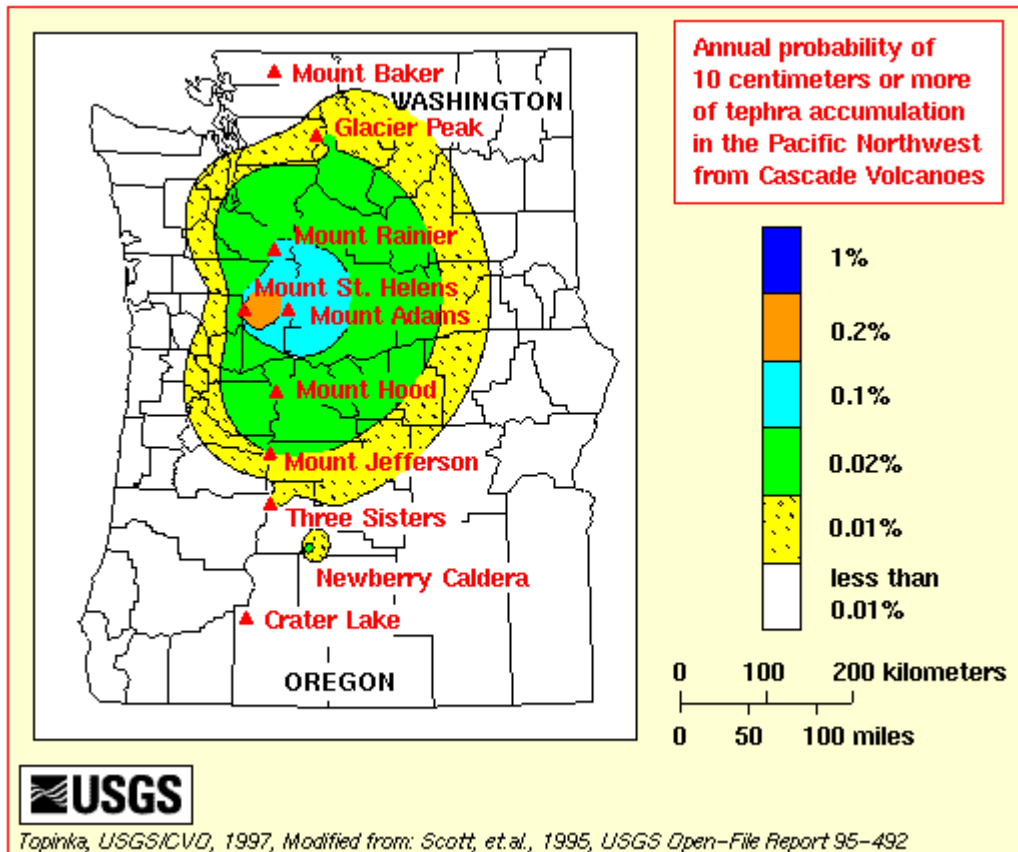 Annual probability of
10 centimeters or more
of tephra accumulation
in the Pacific Northwest
from Cascade Volcanoes
Mount Baker
WASHINGTON
Glacier Peak
Mount Rainier
Mount St. Helens
Mount Adams
Mount Hood
Mount Jefferson
Three Sisters
Newberry Caldera
Crater Lake
OREGON
1%
0.2%
0.1%
0.02%
0.01%
less than
0.01%
0 100 200 kilometers
0 50 100 miles
USGS
Topinka, USGS/CVO, 1997, Modified from: Scott, et.al., 1995, USGS Open-File Report 95-492